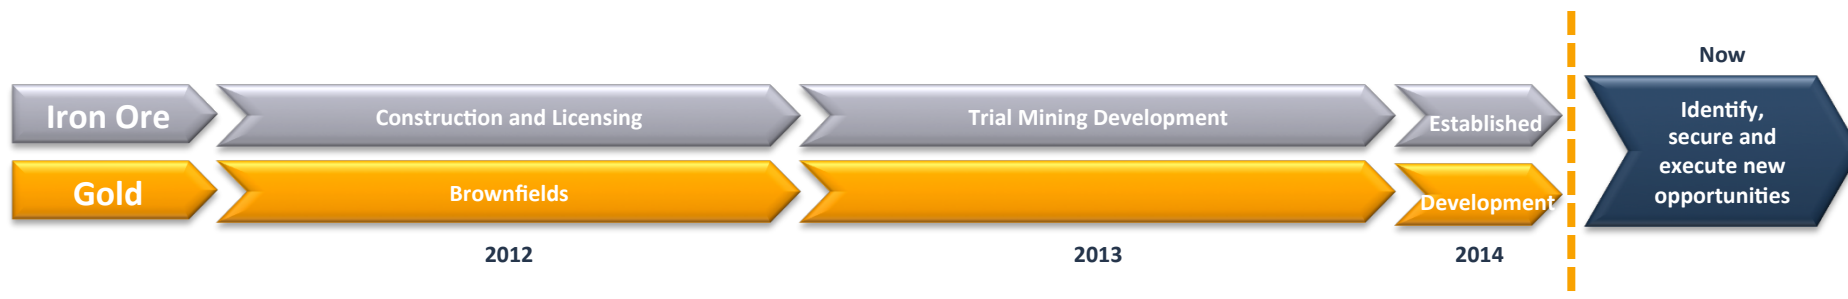 Now
Iron Ore
Construction and Licensing
Trial Mining Development
Established
Identify,
secure and
execute new
opportunities
Gold
Brownfields
Development
2012
2013
2014